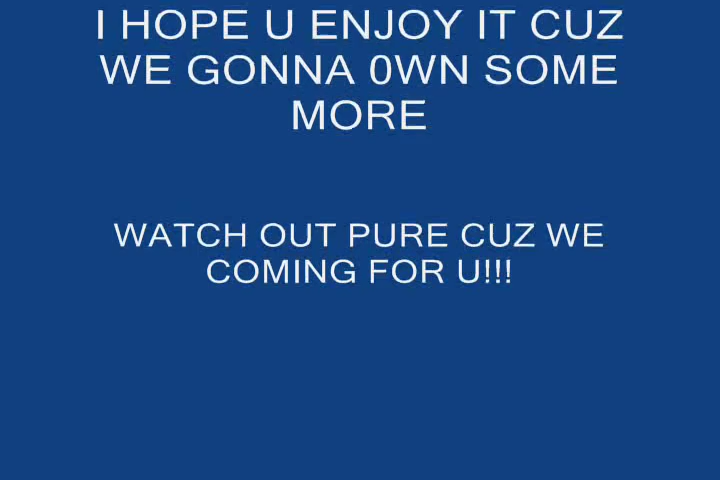 I HOPE U ENJOY IT CUZ
WE GONNA 0WN SOME
MORE
WATCH OUT PURE CUZ WE
COMING FOR U!!!